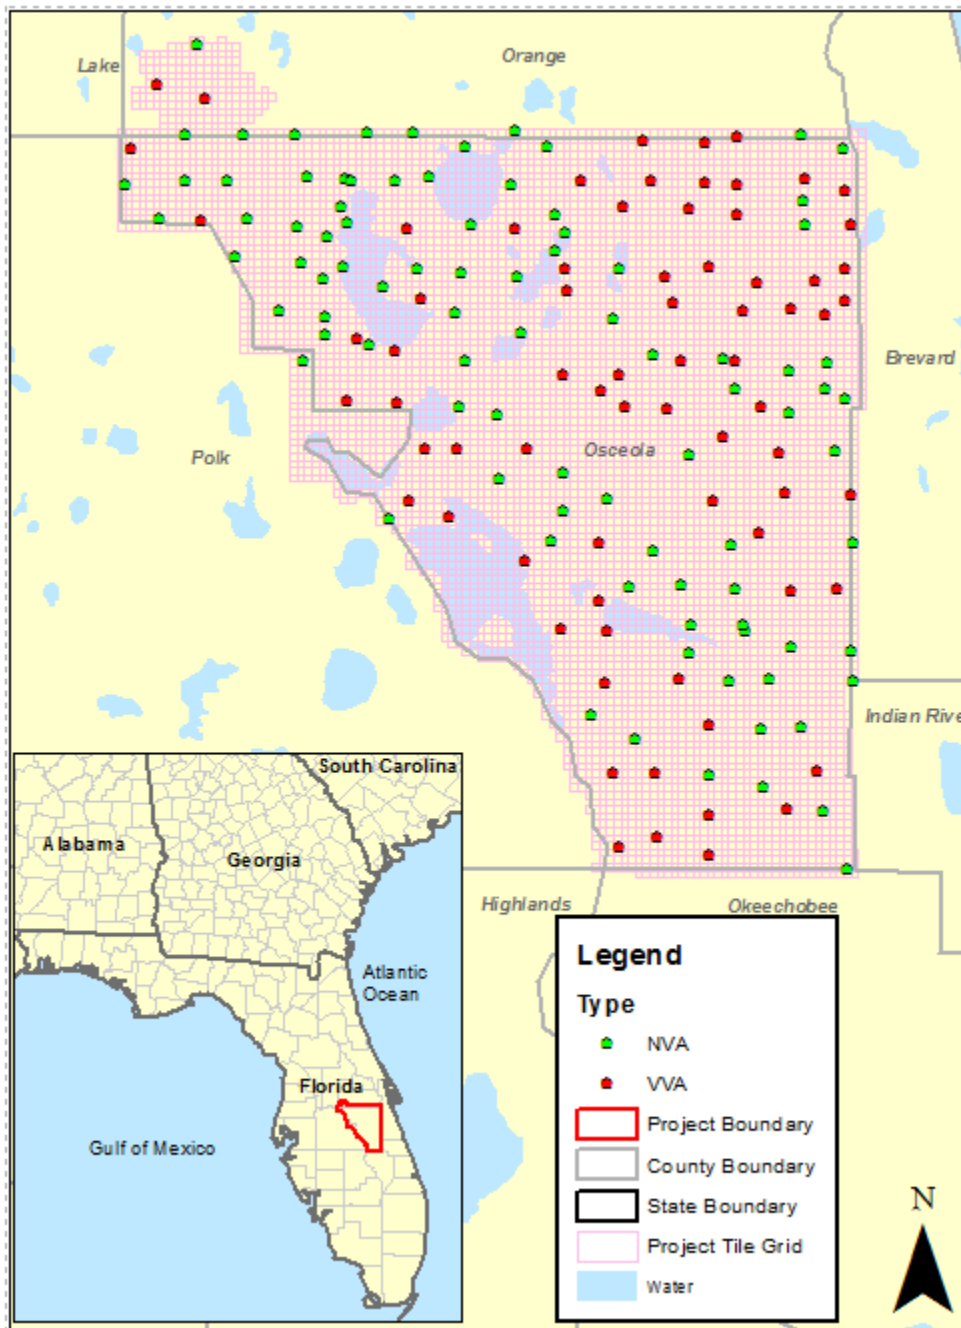 Orange
Lake
Brevard
Osceola
Polk
Indian Rive
South Carolina
Alabama
Georgia
Highlands
Okeechobee
Atlantic
Ocean
Florida
Gulf of Mexico
Legend
Type
NVA
VVA
Project Boundary
County Boundary
State Boundary
Project Tile Grid
Water
N